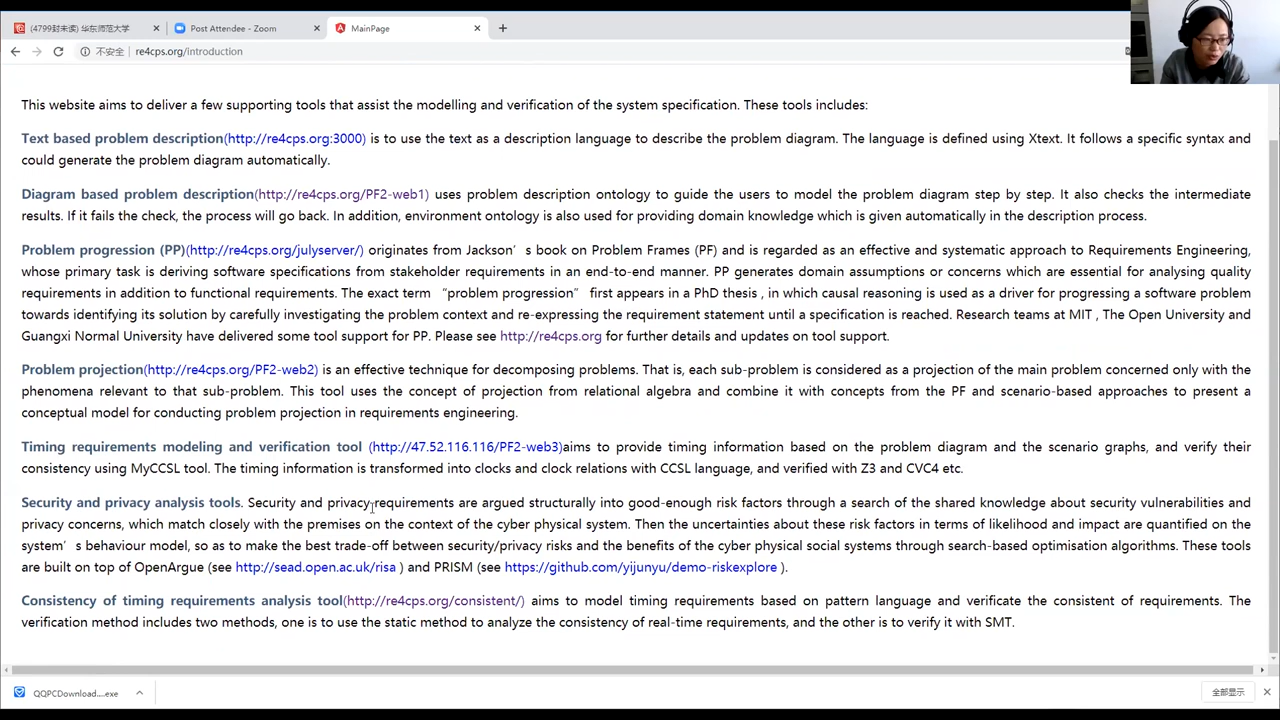 (4799封未读) 华东师范大学
Post Attendee - Zoom
MainPage
不安全 | re4cps.org/introduction
This website aims to deliver a few supporting tools that assist the modelling and verification of the system specification. These tools includes:
Text based problem description(http://re4cps.org:3000) is to use the text as a description language to describe the problem diagram. The language is defined using Xtext. It follows a specific syntax and
could generate the problem diagram automatically.
Diagram based problem description(http://re4cps.org/PF2-web1) uses problem description ontology to guide the users to model the problem diagram step by step. It also checks the intermediate
results. If it fails the check, the process will go back. In addition, environment ontology is also used for providing domain knowledge which is given automatically in the description process.
Problem progression (PP)(http://re4cps.org/julyserver/) originates from Jackson’s book on Problem Frames (PF) and is regarded as an effective and systematic approach to Requirements Engineering,
whose primary task is deriving software specifications from stakeholder requirements in an end-to-end manner. PP generates domain assumptions or concerns which are essential for analysing quality
requirements in addition to functional requirements. The exact term “problem progression” first appears in a PhD thesis , in which causal reasoning is used as a driver for progressing a software problem
towards identifying its solution by carefully investigating the problem context and re-expressing the requirement statement until a specification is reached. Research teams at MIT , The Open University and
Guangxi Normal University have delivered some tool support for PP. Please see http://re4cps.org for further details and updates on tool support.
Problem projection(http://re4cps.org/PF2-web2) is an effective technique for decomposing problems. That is, each sub-problem is considered as a projection of the main problem concerned only with the
phenomena relevant to that sub-problem. This tool uses the concept of projection from relational algebra and combine it with concepts from the PF and scenario-based approaches to present a
conceptual model for conducting problem projection in requirements engineering.
Timing requirements modeling and verification tool (http://47.52.116.116/PF2-web3)aims to provide timing information based on the problem diagram and the scenario graphs, and verify their
consistency using MyCCSL tool. The timing information is transformed into clocks and clock relations with CCSL language, and verified with Z3 and CVC4 etc.
Security and privacy analysis tools. Security and privacy requirements are argued structurally into good-enough risk factors through a search of the shared knowledge about security vulnerabilities and
privacy concerns, which match closely with the premises on the context of the cyber physical system. Then the uncertainties about these risk factors in terms of likelihood and impact are quantified on the
system’s behaviour model, so as to make the best trade-off between security/privacy risks and the benefits of the cyber physical social systems through search-based optimisation algorithms. These tools
are built on top of OpenArgue (see http://sead.open.ac.uk/risa ) and PRISM (see https://github.com/yijunyu/demo-riskexplore ).
Consistency of timing requirements analysis tool(http://re4cps.org/consistent/) aims to model timing requirements based on pattern language and verificate the consistent of requirements. The
verification method includes two methods, one is to use the static method to analyze the consistency of real-time requirements, and the other is to verify it with SMT.
QQPCDownload....exe
全部显示